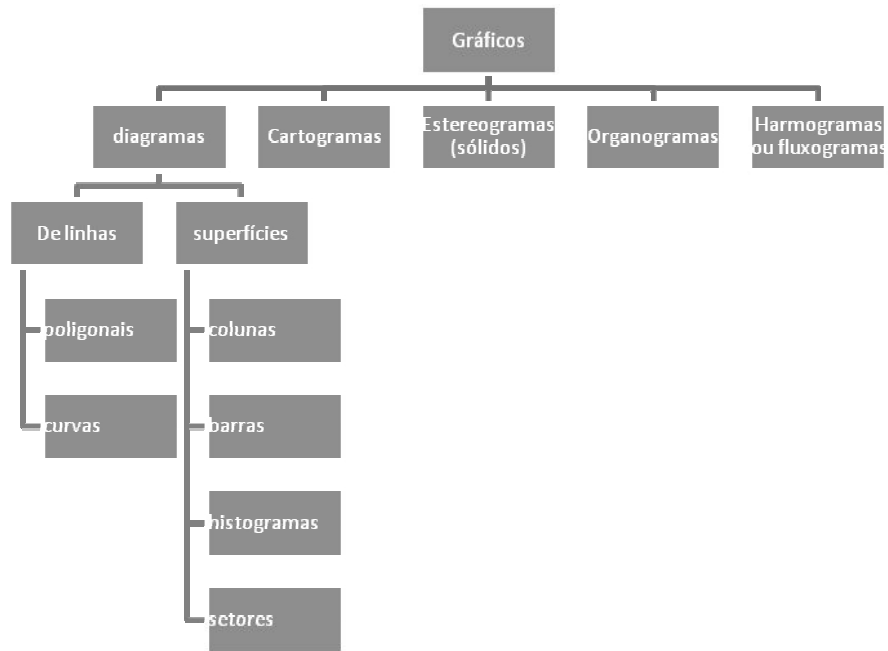 Gráficos
diagramas
Cartogramas
Estereogramas
(sólidos)
Organogramas
Harmogramas
ou fluxogramas
De linhas
superfícies
poligonais
colunas
curvas
barras
histogramas
setores